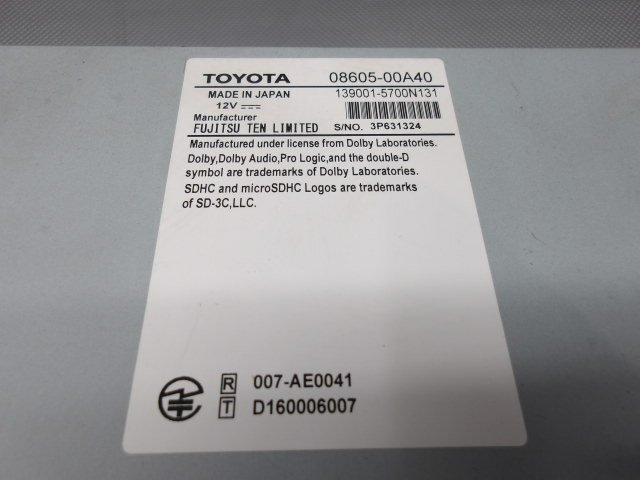 TOYOTA 08605-00A40
MADE IN JAPAN 139001-5700N131
12V
Manufacturer
FUJITSU TEN LIMITED S/NO. 3P631324
Manufactured under license from Dolby Laboratories.
Dolby,Dolby Audio,Pro Logic,and the double-D
symbol are trademarks of Dolby Laboratories.
SDHC and microSDHC Logos are trademarks
of SD-3C,LLC.
R 007-AE0041
T D160006007